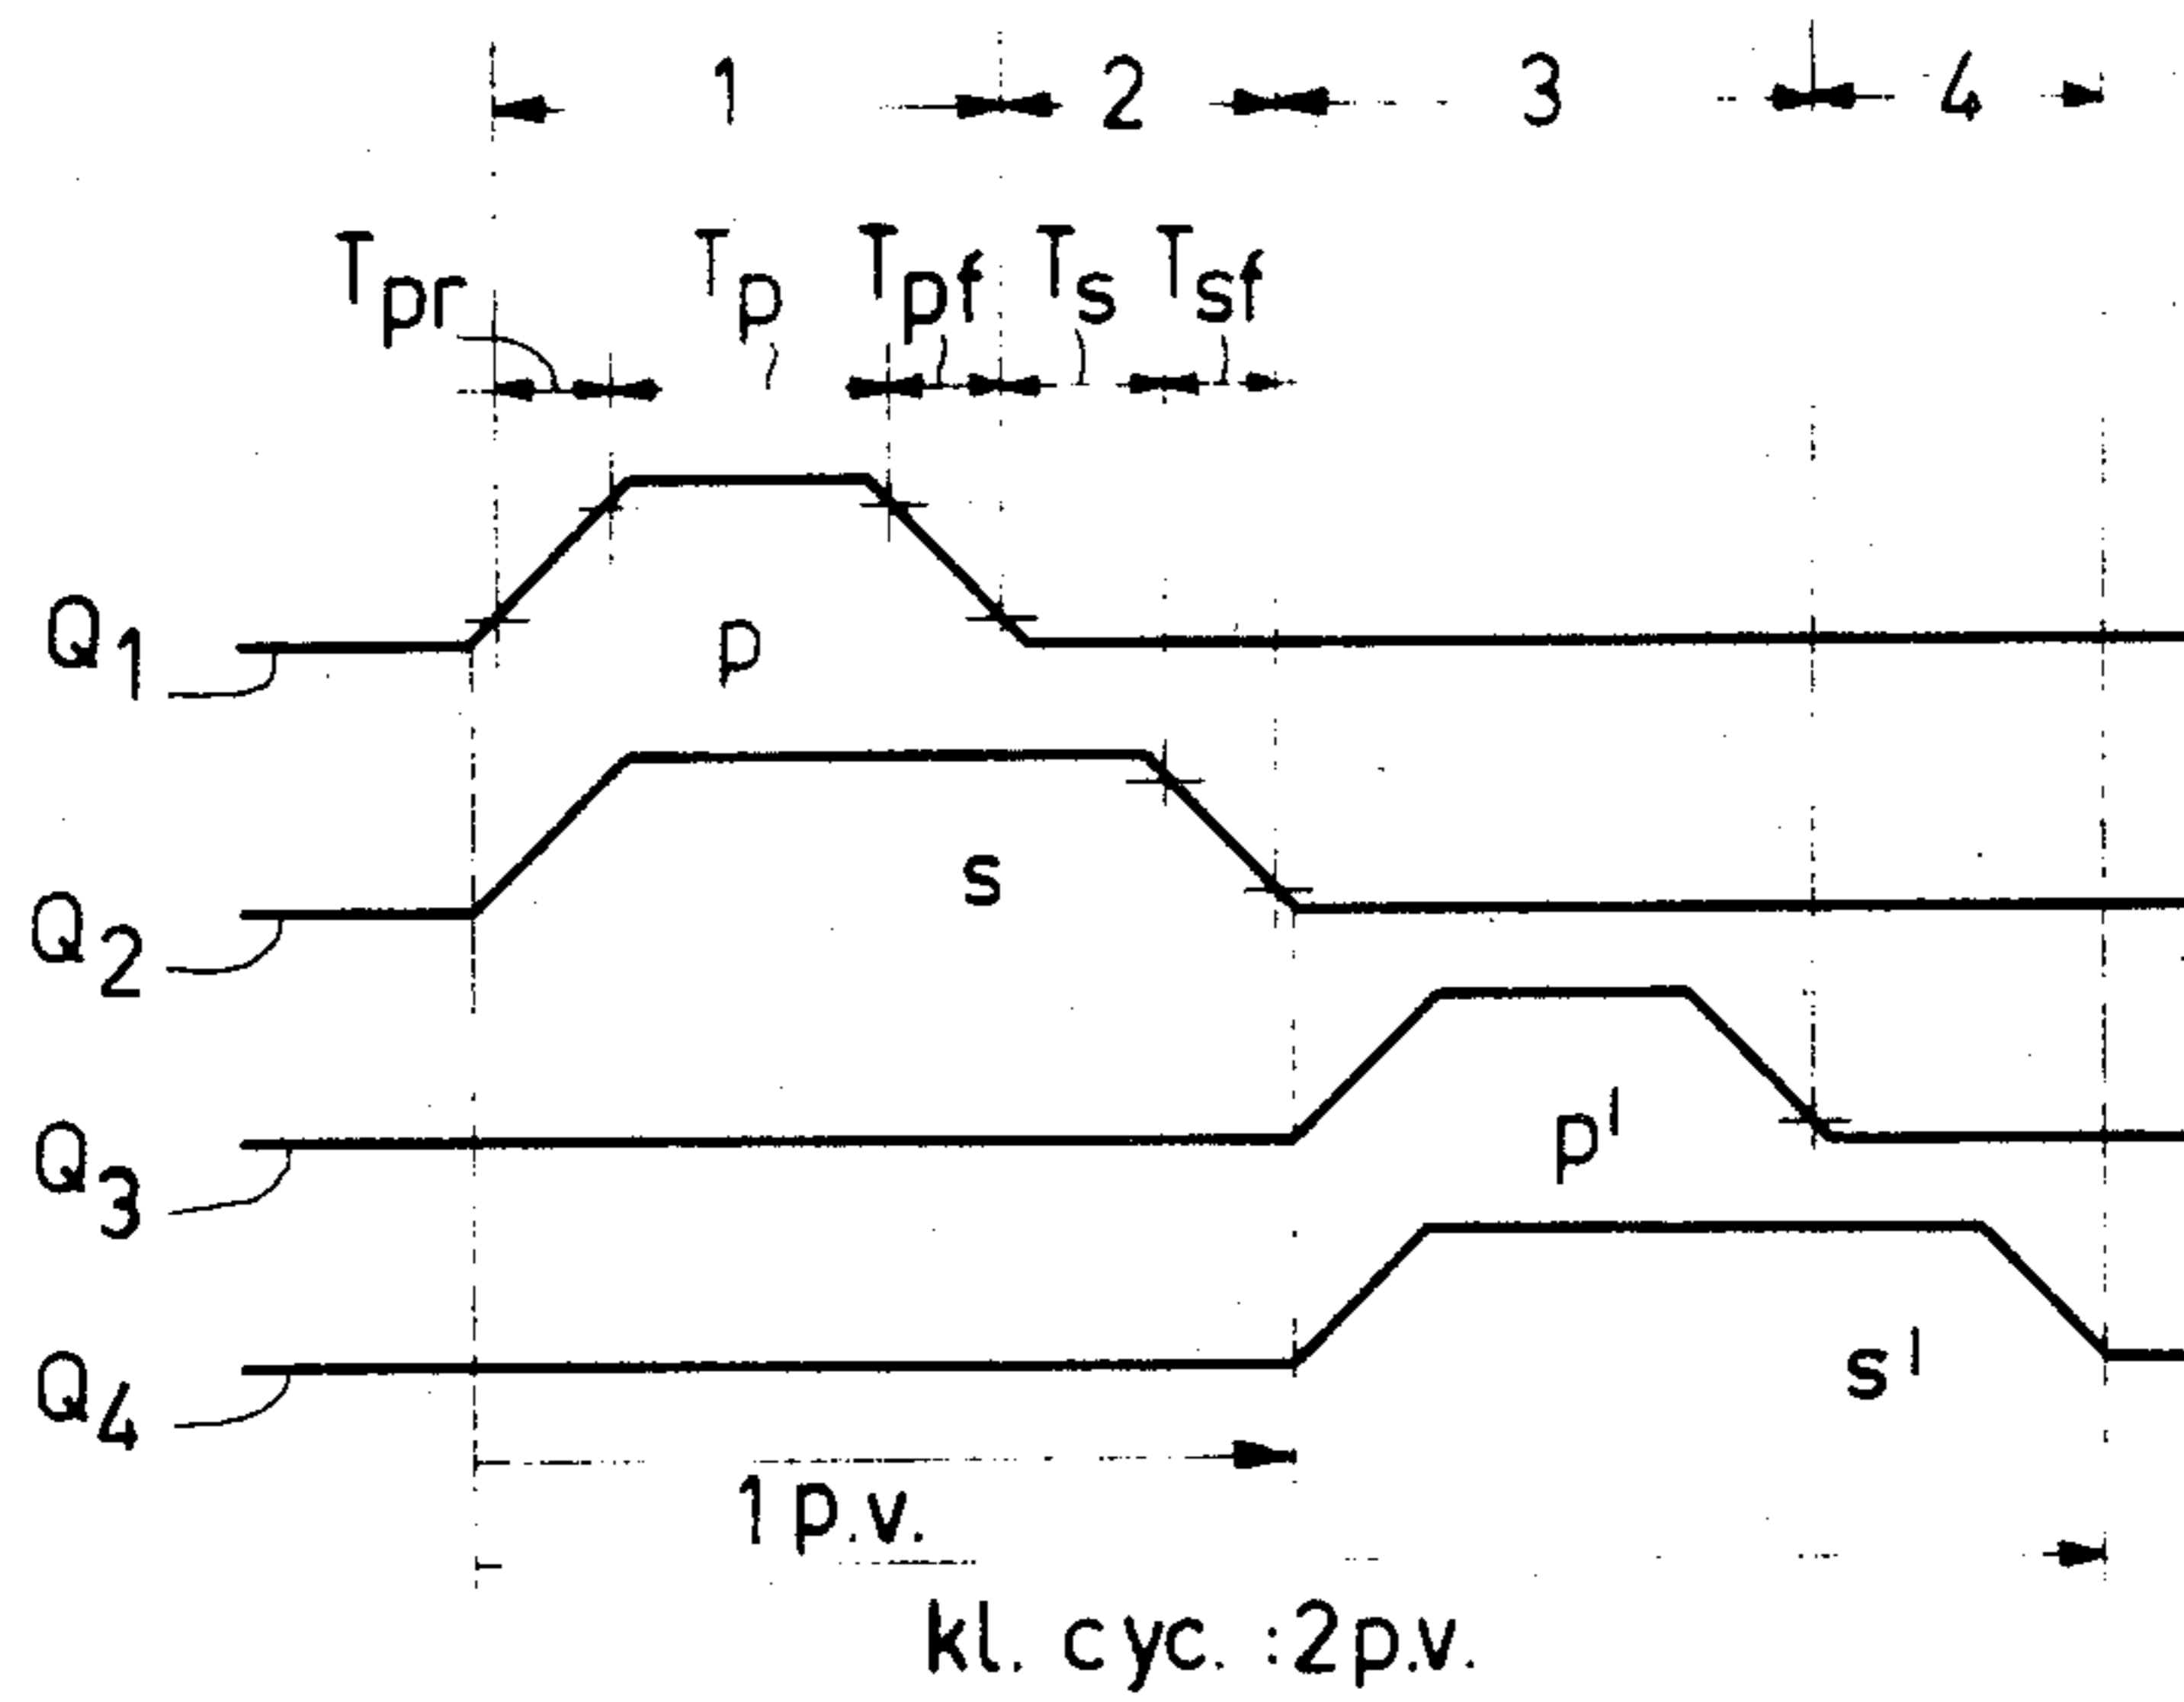 1 2 3 4
Tpr Tp Tpf Ts Tsf
Q1
p
Q2
s
Q3
p'
Q4
s'
1 p.v.
kl. cyc. :2p.v.